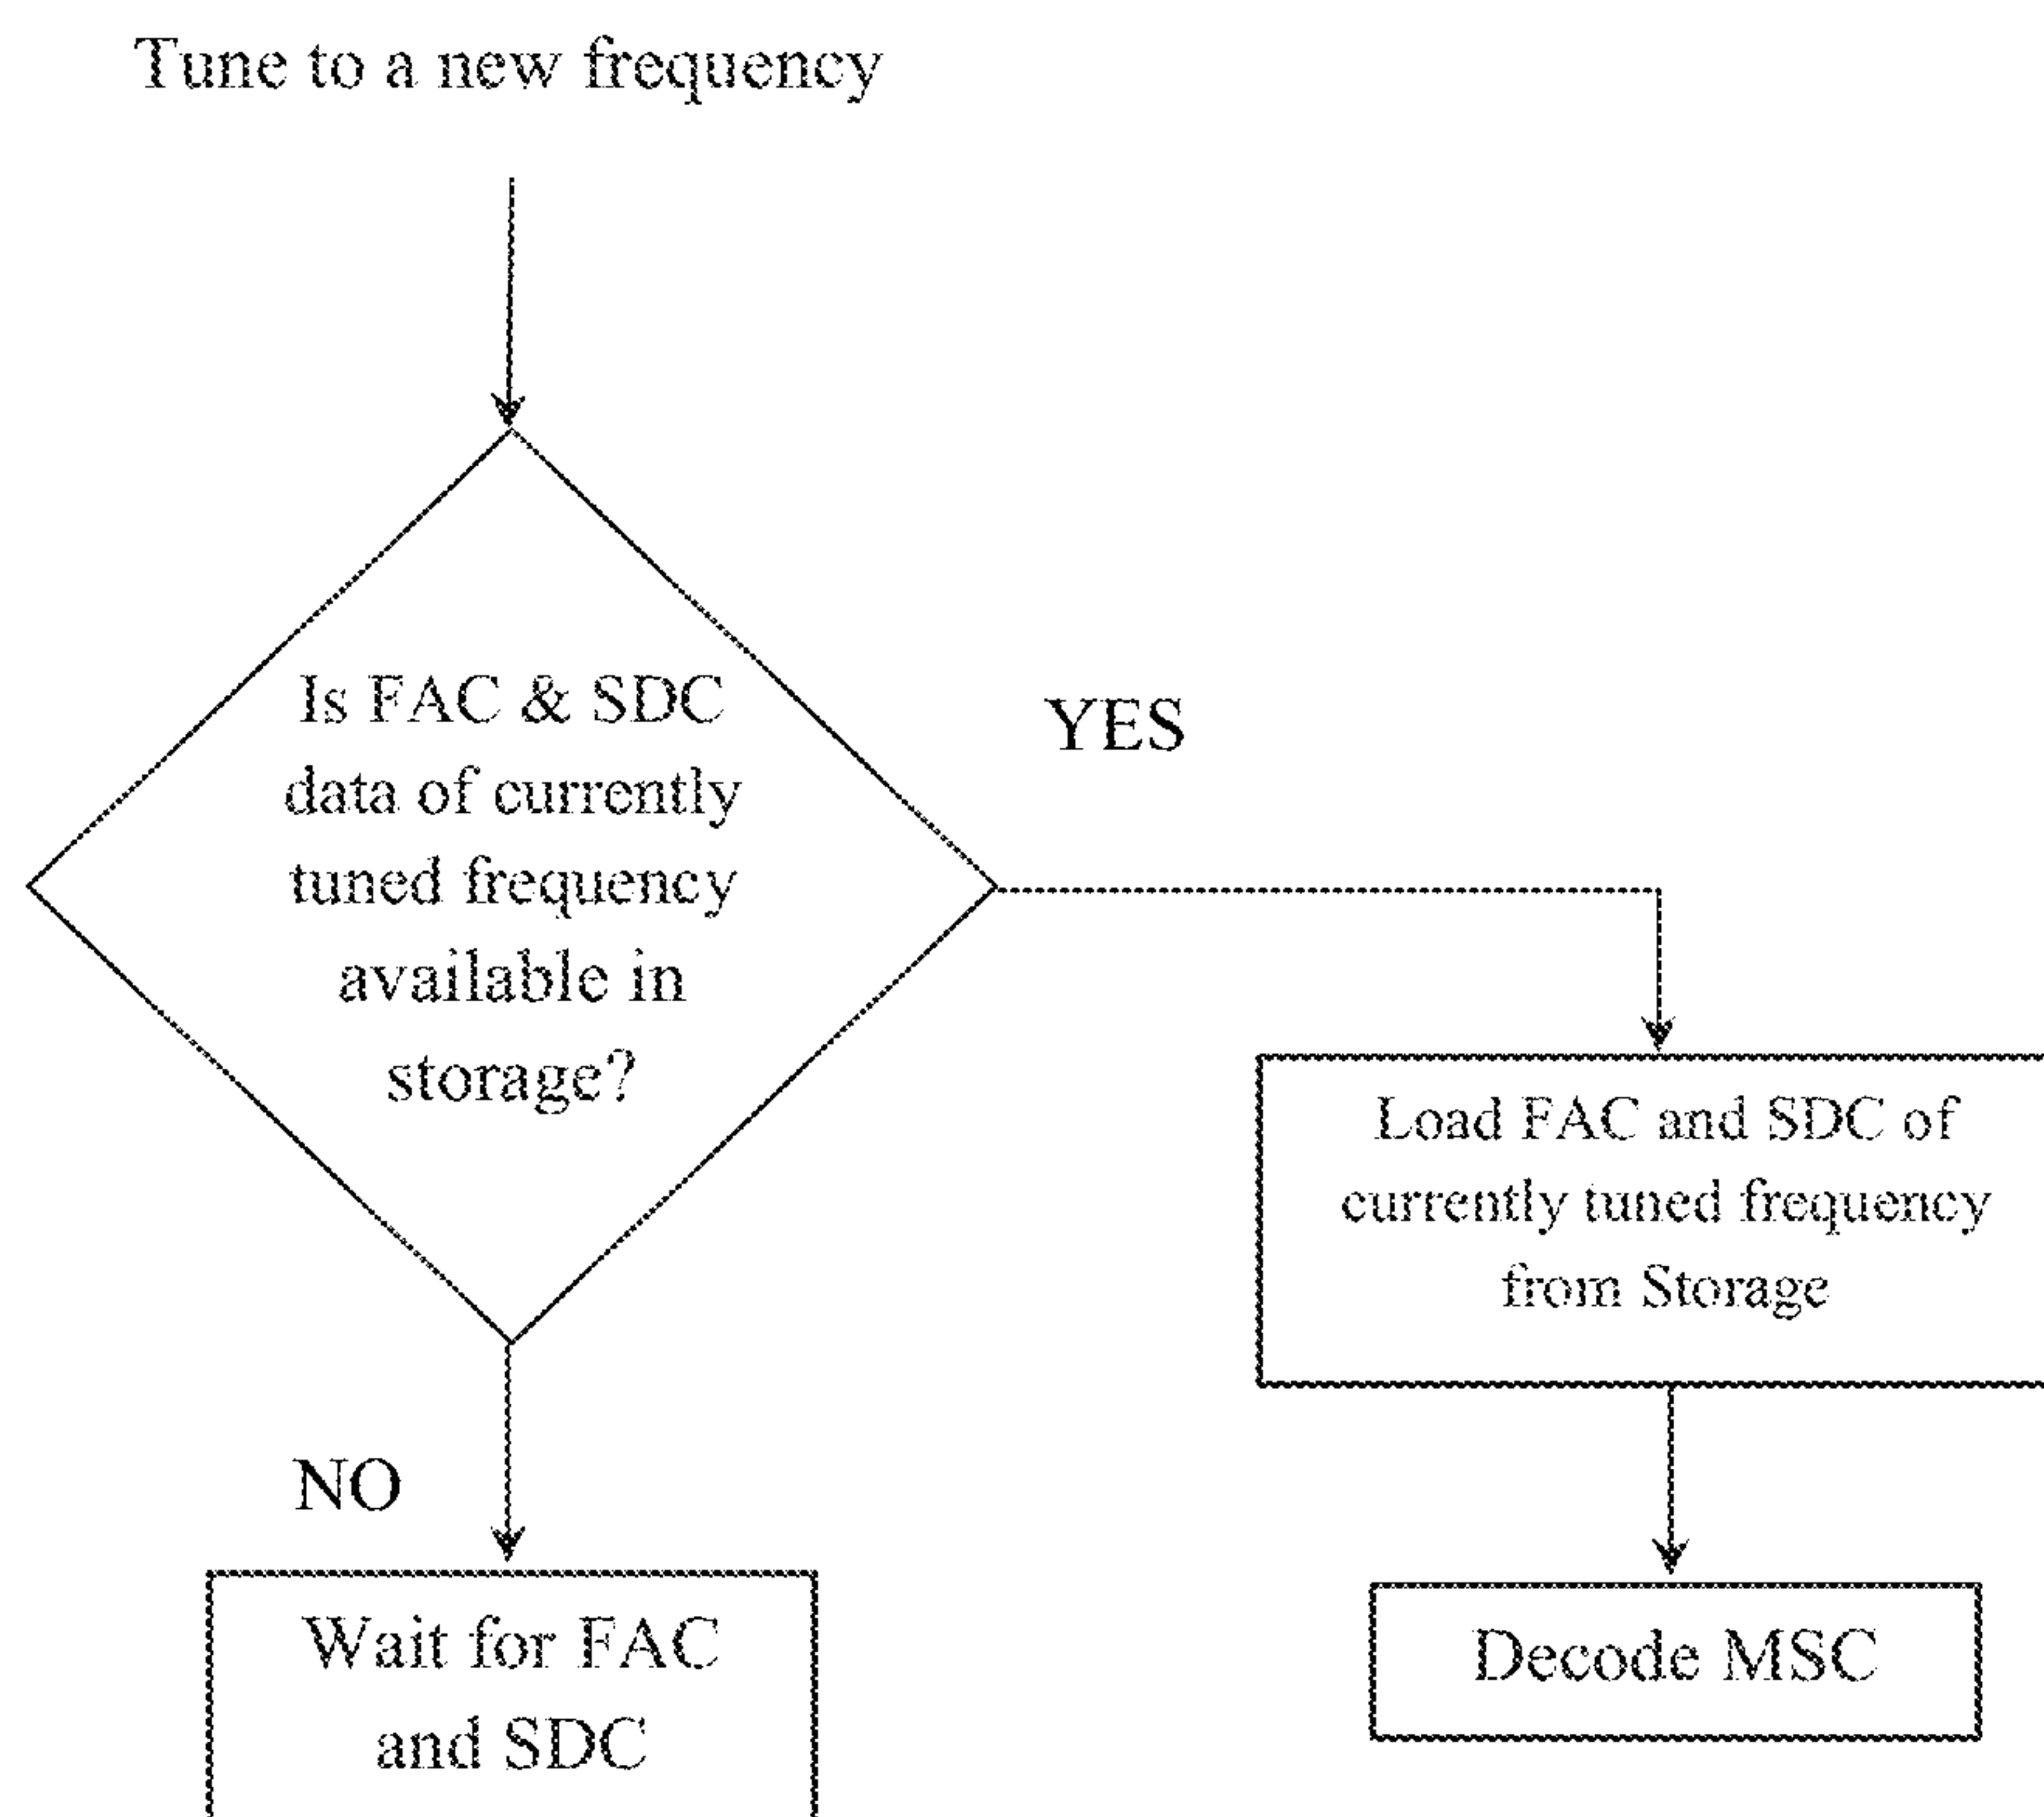 Tune to a new frequency
Is FAC & SDC
data of currently
tuned frequency
available in
storage?
YES
Load FAC and SDC of
currently tuned frequency
from Storage
NO
Wait for FAC
and SDC
Decode MSC